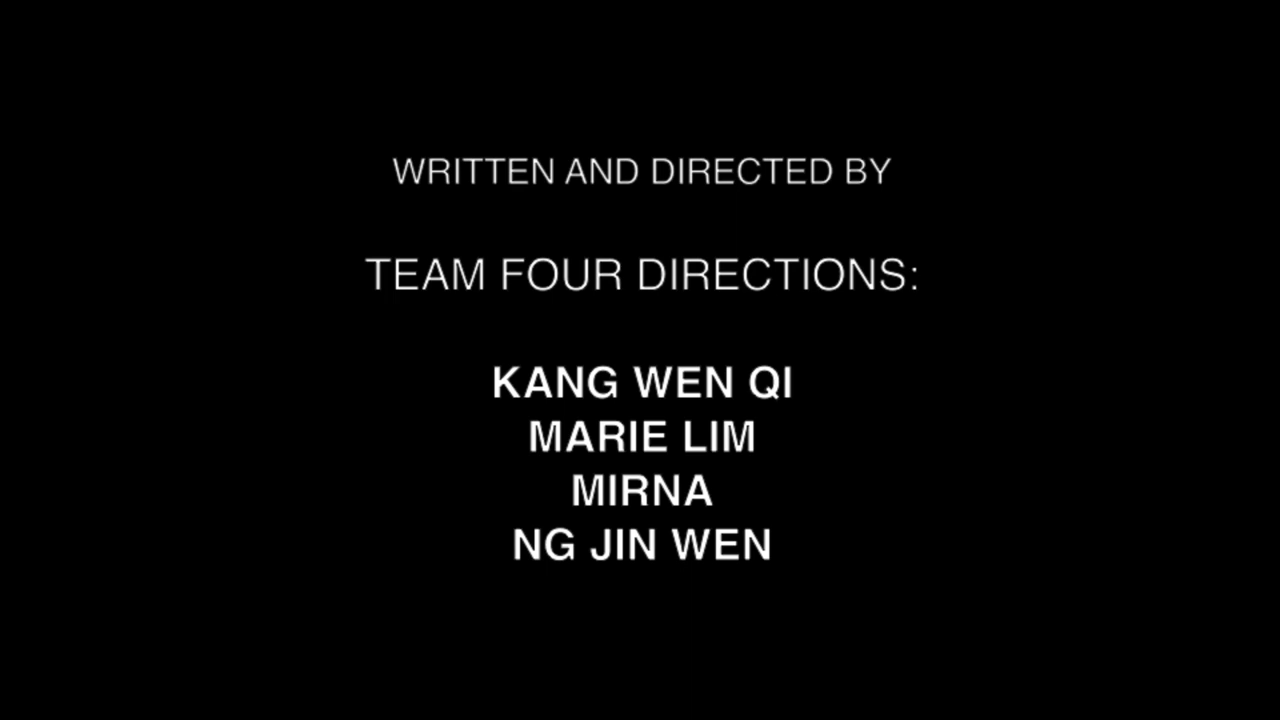 WRITTEN AND DIRECTED BY
TEAM FOUR DIRECTIONS:
KANG WEN QI
MARIE LIM
MIRNA
NG JIN WEN